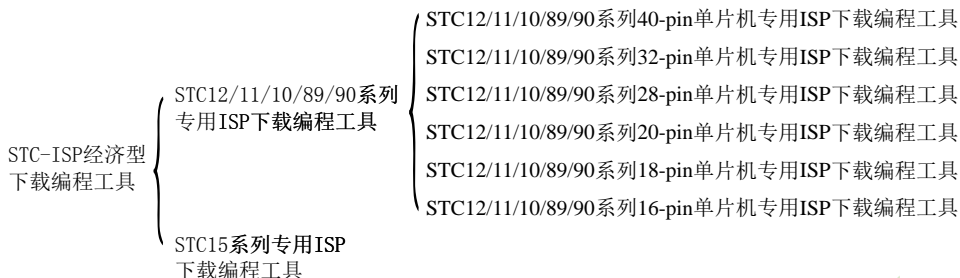 STC12/11/10/89/90系列40-pin单片机专用ISP下载编程工具
STC12/11/10/89/90系列32-pin单片机专用ISP下载编程工具
STC12/11/10/89/90系列
专用ISP下载编程工具
STC12/11/10/89/90系列28-pin单片机专用ISP下载编程工具
STC12/11/10/89/90系列20-pin单片机专用ISP下载编程工具
STC-ISP经济型
下载编程工具
STC12/11/10/89/90系列18-pin单片机专用ISP下载编程工具
STC12/11/10/89/90系列16-pin单片机专用ISP下载编程工具
STC15系列专用ISP
下载编程工具